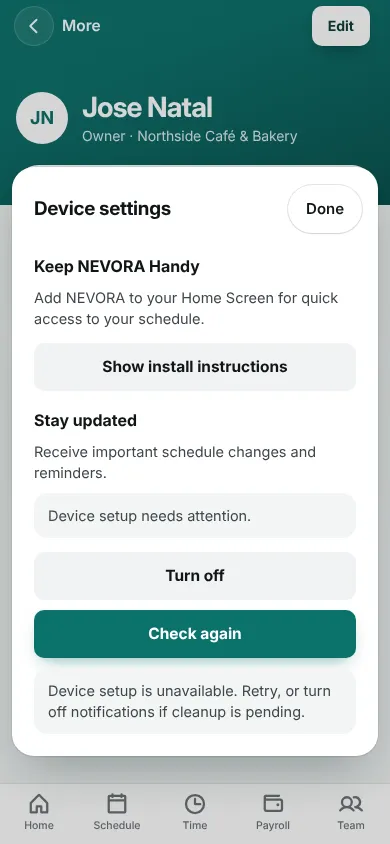 More
Edit
JN
Jose Natal
Owner · Northside Café & Bakery
Device settings
Done
Keep NEVORA Handy
Add NEVORA to your Home Screen for quick
access to your schedule.
Show install instructions
Stay updated
Receive important schedule changes and
reminders.
Device setup needs attention.
Turn off
Check again
Device setup is unavailable. Retry, or turn
off notifications if cleanup is pending.
Home
Schedule
Time
Payroll
Team